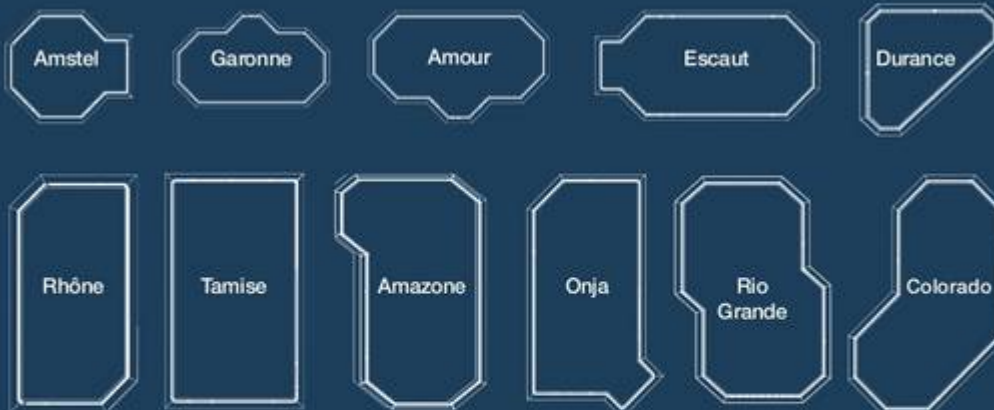 Amstel
Garonne
Amour
Escaut
Durance
Rhône
Tamise
Amazone
Onja
Rio
Grande
Colorado